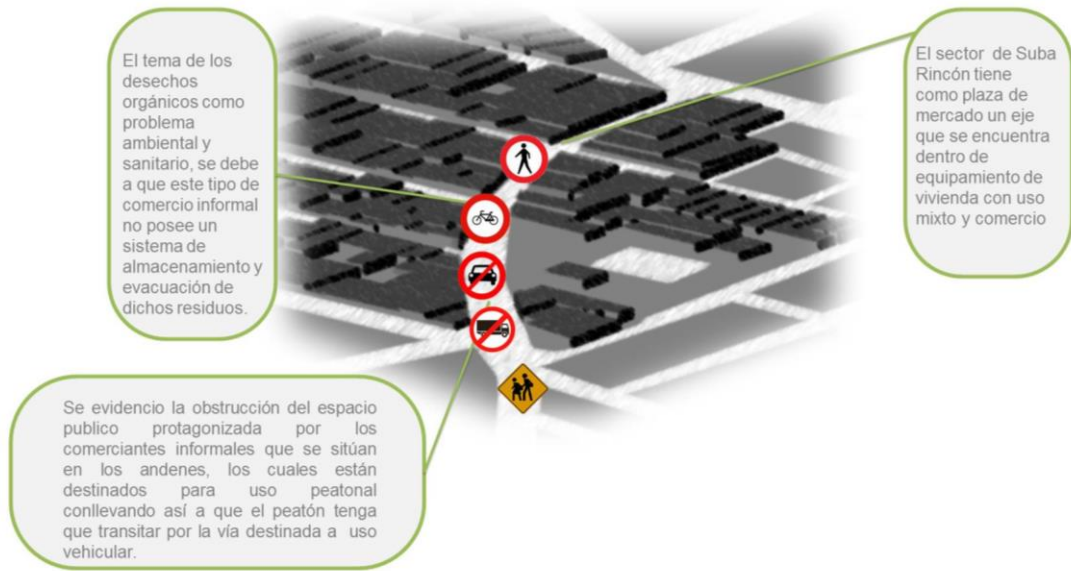 El tema de los
desechos
orgánicos como
problema
ambiental y
sanitario, se debe
a que este tipo de
comercio informal
no posee un
sistema de
almacenamiento y
evacuación de
dichos residuos.
El sector de Suba
Rincón tiene
como plaza de
mercado un eje
que se encuentra
dentro de
equipamiento de
vivienda con uso
mixto y comercio
Se evidencio la obstrucción del espacio
publico protagonizada por los
comerciantes informales que se sitúan
en los andenes, los cuales están
destinados para uso peatonal
conllevando así a que el peatón tenga
que transitar por la vía destinada a uso
vehicular.